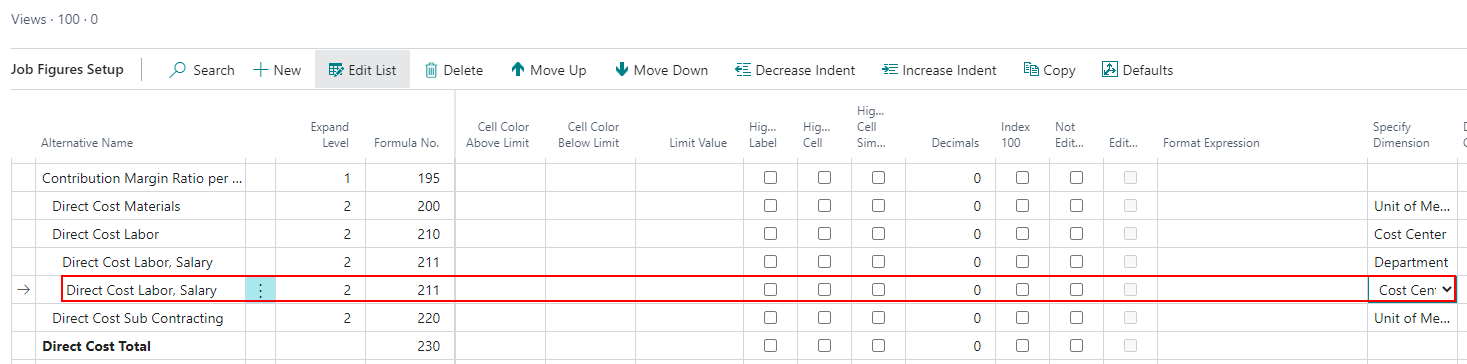 Views · 100 · 0
Job Figures Setup Search New Edit List Delete Move Up Move Down Decrease Indent Increase Indent Copy Defaults
Alternative Name Expand Level Formula No. Cell Color Above Limit Cell Color Below Limit Limit Value Hig... Label Hig... Cell Hig... Cell Sim... Decimals Index 100 Not Edit... Edit... Format Expression Specify Dimension
Contribution Margin Ratio per ... 1 195 0
Direct Cost Materials 2 200 0 Unit of Me...
Direct Cost Labor 2 210 0 Cost Center
Direct Cost Labor, Salary 2 211 0 Department
Direct Cost Labor, Salary 2 211 0 Cost Cen
Direct Cost Sub Contracting 2 220 0 Unit of Me...
Direct Cost Total 230 0